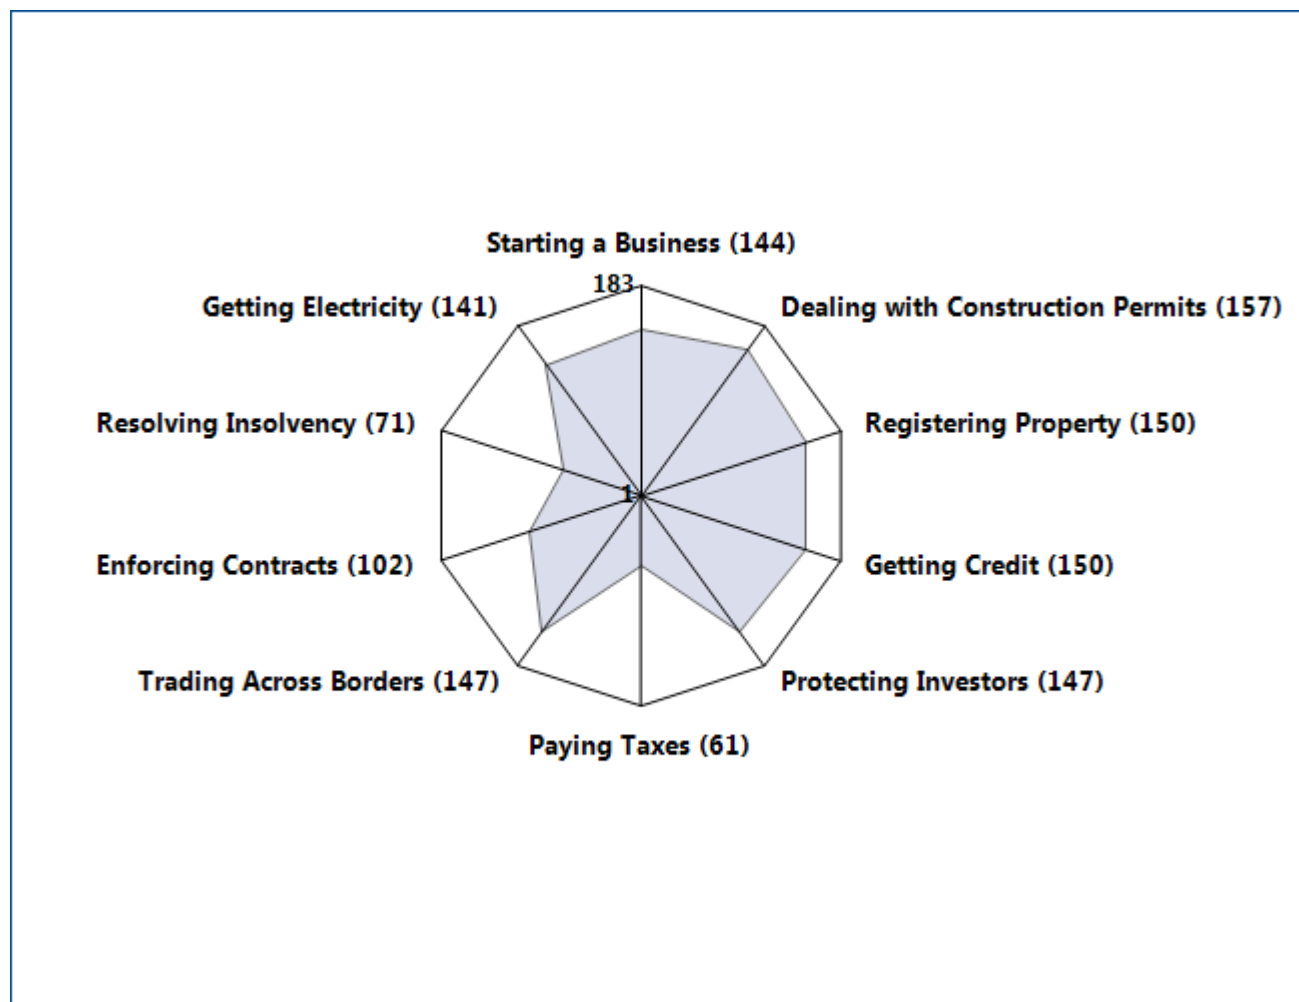 Starting a Business (144)
183
Getting Electricity (141)
Dealing with Construction Permits (157)
Resolving Insolvency (71)
Registering Property (150)
1
Enforcing Contracts (102)
Getting Credit (150)
Trading Across Borders (147)
Protecting Investors (147)
Paying Taxes (61)